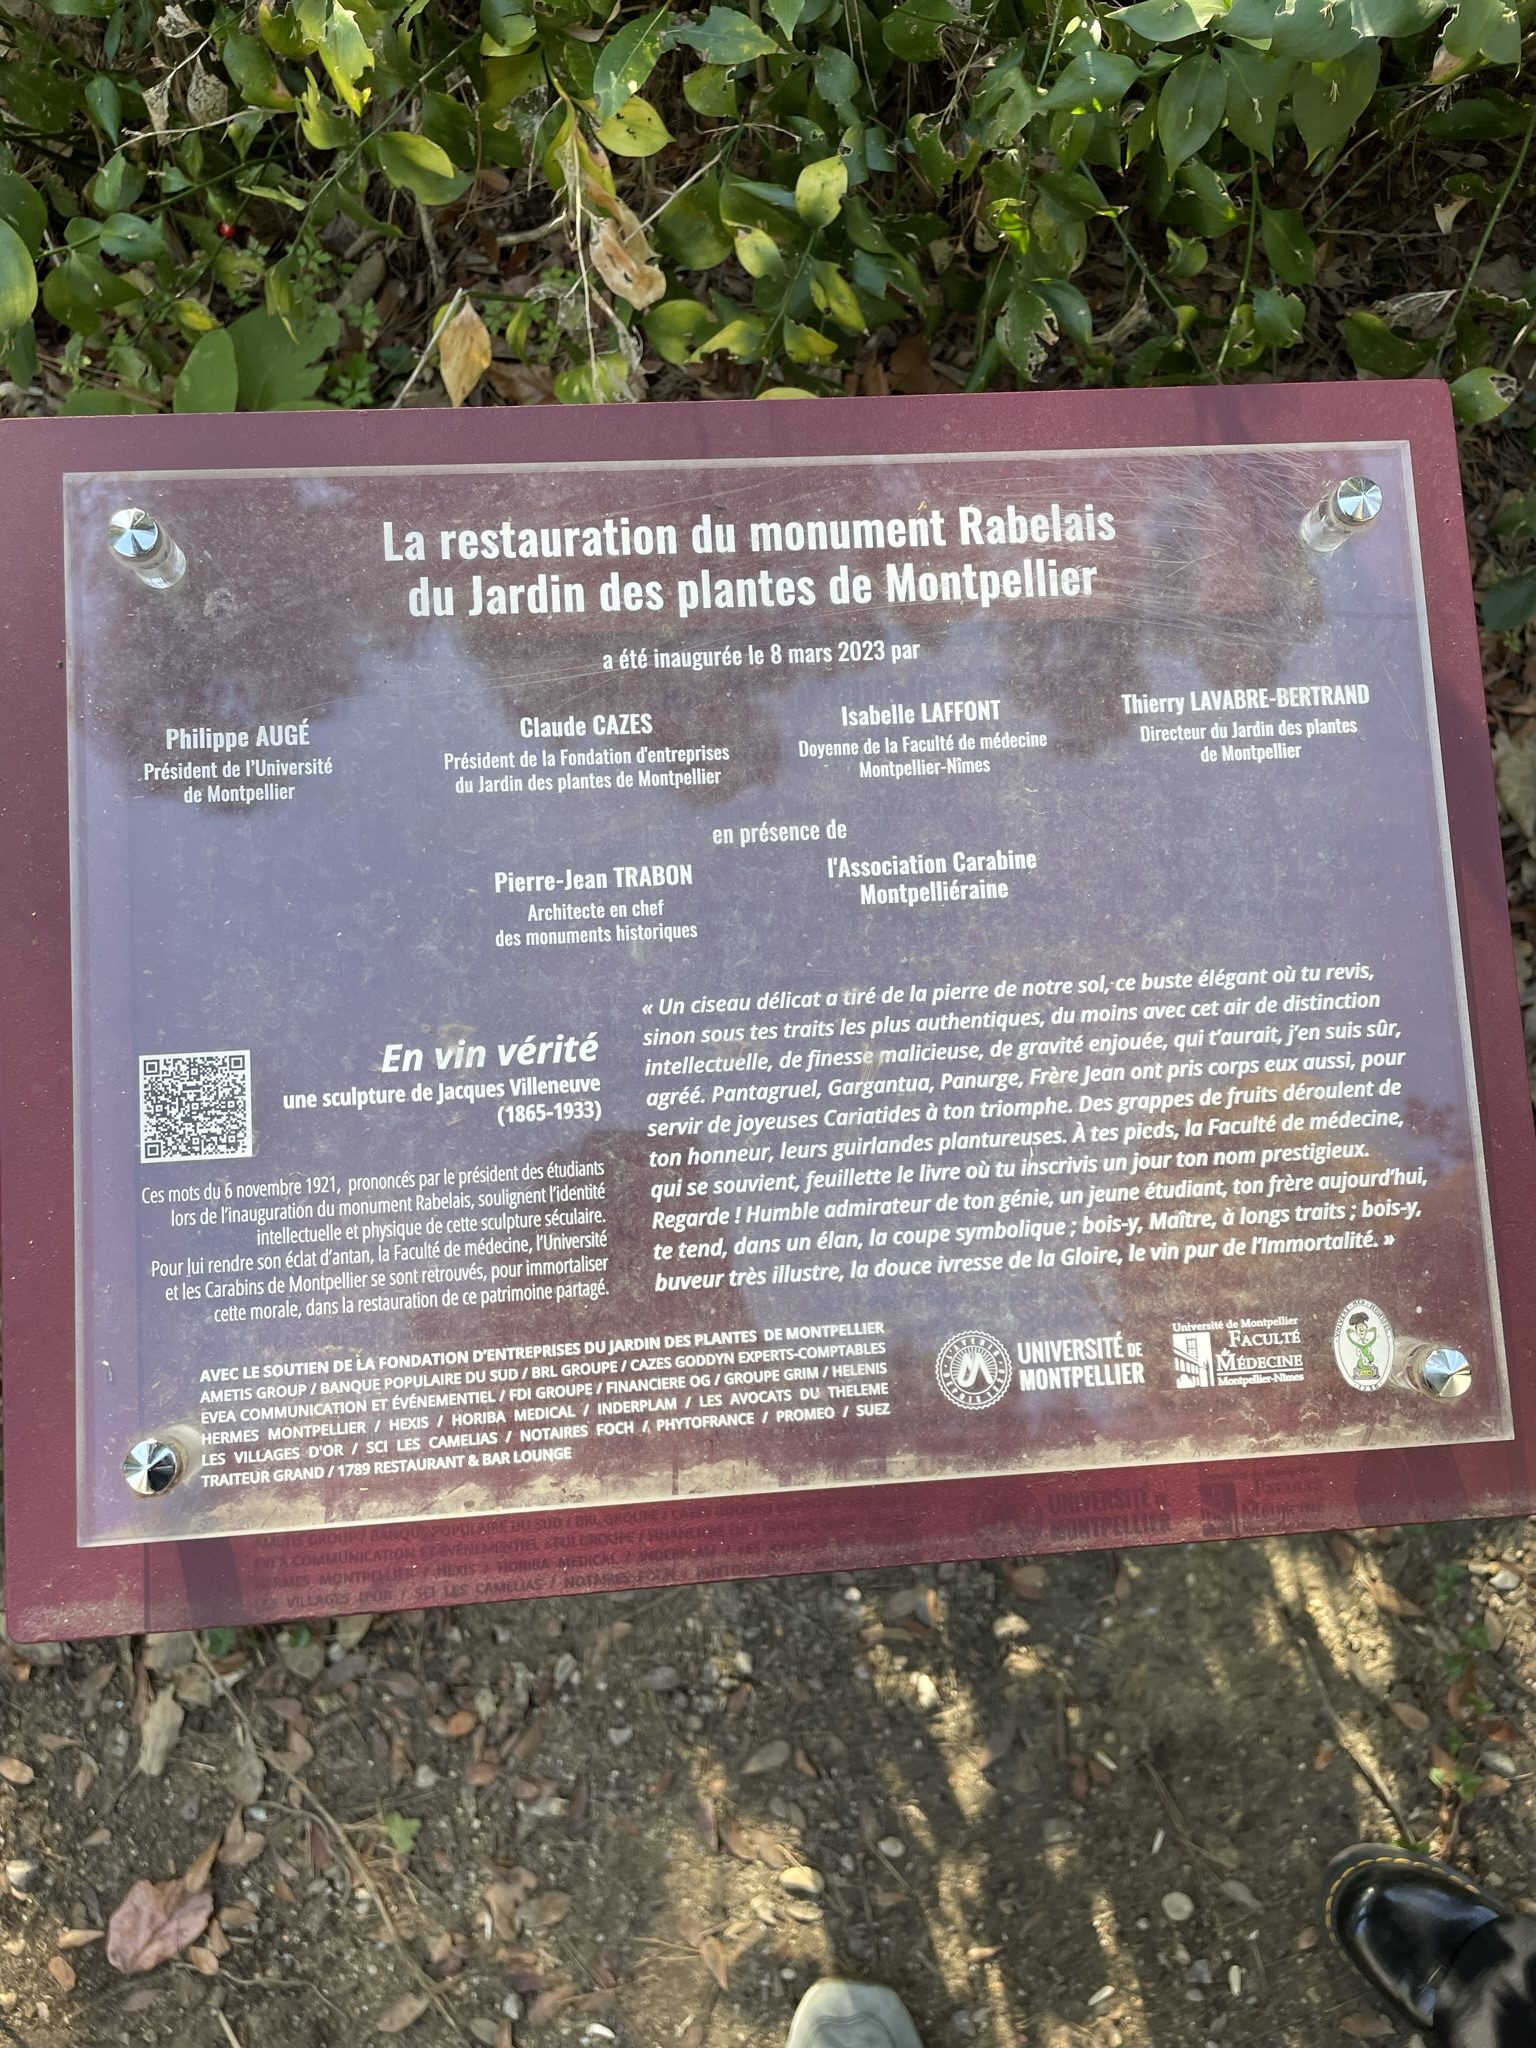 La restauration du monument Rabelais
du Jardin des plantes de Montpellier
a été inaugurée le 8 mars 2023 par
Philippe AUGÉ
Président de l'Université
de Montpellier
Claude CAZES
Président de la Fondation d'entreprises
du Jardin des plantes de Montpellier
Isabelle LAFFONT
Doyenne de la Faculté de médecine
Montpellier-Nîmes
Thierry LAVABRE-BERTRAND
Directeur du Jardin des plantes
de Montpellier
en présence de
Pierre-Jean TRABON
Architecte en chef
des monuments historiques
l'Association Carabine
Montpelliéraine
En vin vérité
une sculpture de Jacques Villeneuve
(1865-1933)
Ces mots du 6 novembre 1921, prononcés par le président des étudiants
lors de l'inauguration du monument Rabelais, soulignent l'identité
intellectuelle et physique de cette sculpture séculaire.
Pour lui rendre son éclat d'antan, la Faculté de médecine, l'Université
et les Carabins de Montpellier se sont retrouvés, pour immortaliser
cette morale, dans la restauration de ce patrimoine partagé.
« Un ciseau délicat a tiré de la pierre de notre sol, ce buste élégant où tu revis,
sinon sous tes traits les plus authentiques, du moins avec cet air de distinction
intellectuelle, de finesse malicieuse, de gravité enjouée, qui t'aurait, j'en suis sûr,
agréé. Pantagruel, Gargantua, Panurge, Frère Jean ont pris corps eux aussi, pour
servir de joyeuses Cariatides à ton triomphe. Des grappes de fruits déroulent de
ton honneur, leurs guirlandes plantureuses. À tes pieds, la Faculté de médecine,
qui se souvient, feuillette le livre où tu inscrivis un jour ton nom prestigieux.
Regarde ! Humble admirateur de ton génie, un jeune étudiant, ton frère aujourd'hui,
te tend, dans un élan, la coupe symbolique ; bois-y, Maître, à longs traits ; bois-y,
buveur très illustre, la douce ivresse de la Gloire, le vin pur de l'Immortalité. »
AVEC LE SOUTIEN DE LA FONDATION D'ENTREPRISES DU JARDIN DES PLANTES DE MONTPELLIER
AMETIS GROUP / BANQUE POPULAIRE DU SUD / BRL GROUPE / CAZES GODDYN EXPERTS-COMPTABLES
EVEA COMMUNICATION ET ÉVÉNEMENTIEL / FDI GROUPE / FINANCIERE OG / GROUPE GRIM / HELENIS
HERMES MONTPELLIER / HEXIS / HORIBA MEDICAL / INDERPLAM / LES AVOCATS DU THELEME
LES VILLAGES D'OR / SCI LES CAMELIAS / NOTAIRES FOCH / PHYTOFRANCE / PROMEO / SUEZ
TRAITEUR GRAND / 1789 RESTAURANT & BAR LOUNGE
UNIVERSITÉ DE
MONTPELLIER
Université de Montpellier
FACULTÉ
de
MÉDECINE
Montpellier-Nîmes